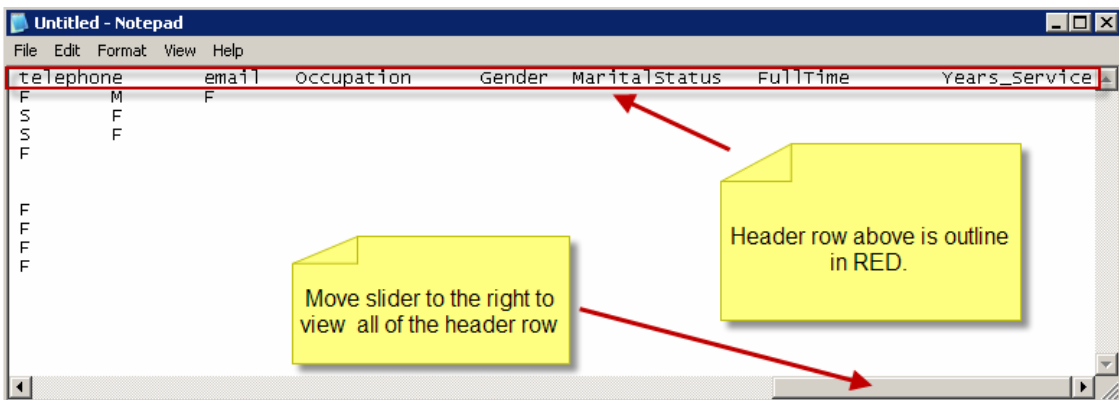 Untitled - Notepad
File Edit Format View Help
telephone email Occupation Gender MaritalStatus FullTime Years_Service
F M F
S F
S F
F
F
F
F
F
Header row above is outline
in RED.
Move slider to the right to
view all of the header row